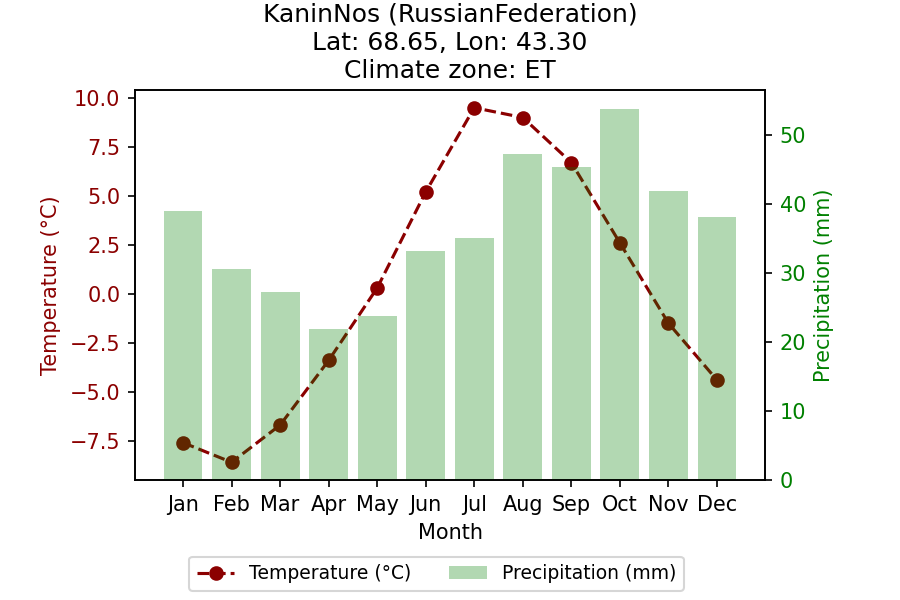 KaninNos (RussianFederation)
Lat: 68.65, Lon: 43.30
Climate zone: ET
Temperature (°C)
10.0
7.5
5.0
2.5
0.0
−2.5
−5.0
−7.5
Precipitation (mm)
50
40
30
20
10
0
Jan Feb Mar Apr May Jun Jul Aug Sep Oct Nov Dec
Month
Temperature (°C) Precipitation (mm)